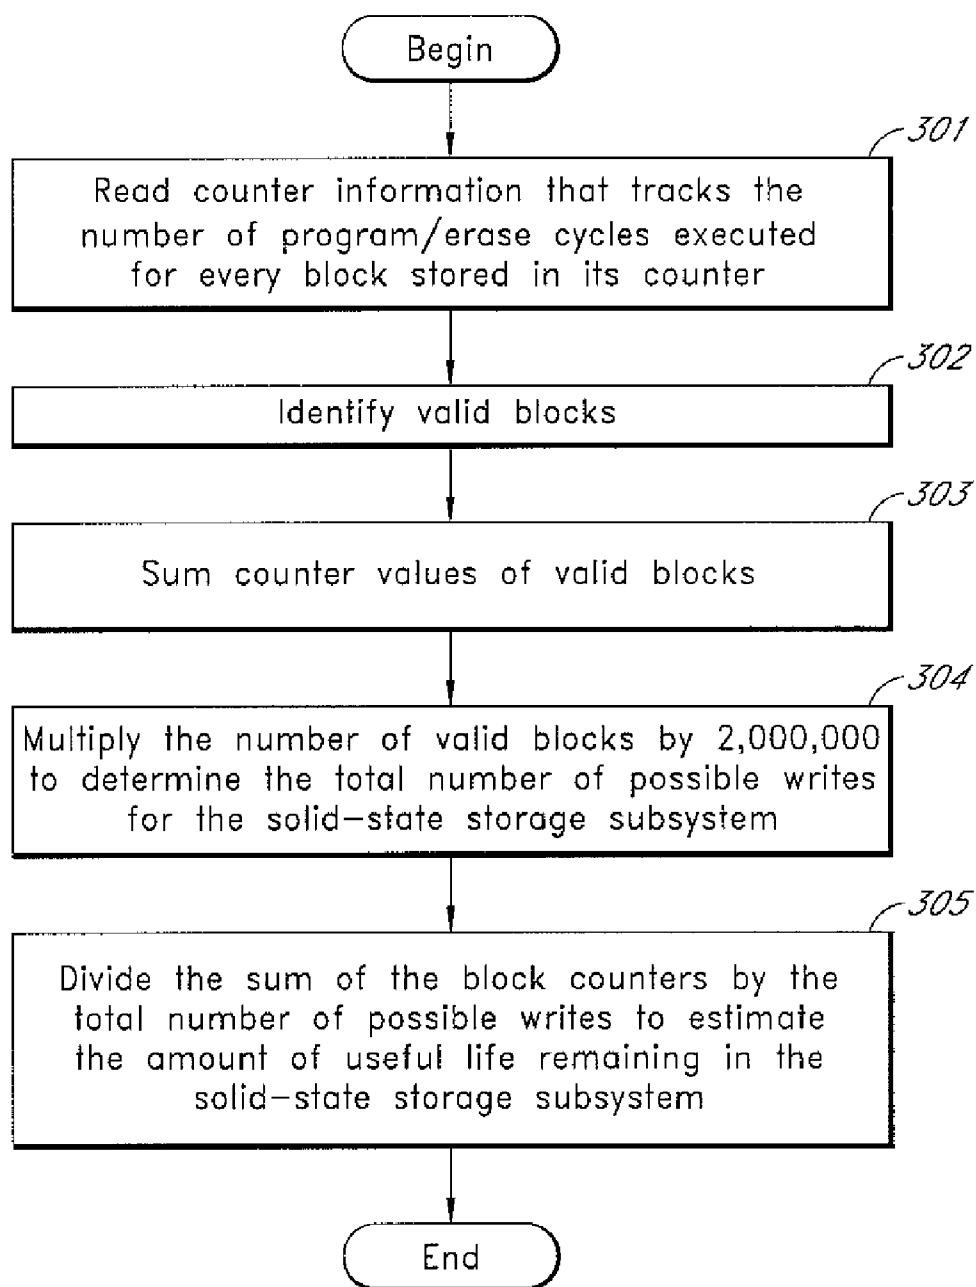 Begin
301
Read counter information that tracks the
number of program/erase cycles executed
for every block stored in its counter
302
Identify valid blocks
303
Sum counter values of valid blocks
304
Multiply the number of valid blocks by 2,000,000
to determine the total number of possible writes
for the solid-state storage subsystem
305
Divide the sum of the block counters by the
total number of possible writes to estimate
the amount of useful life remaining in the
solid-state storage subsystem
End